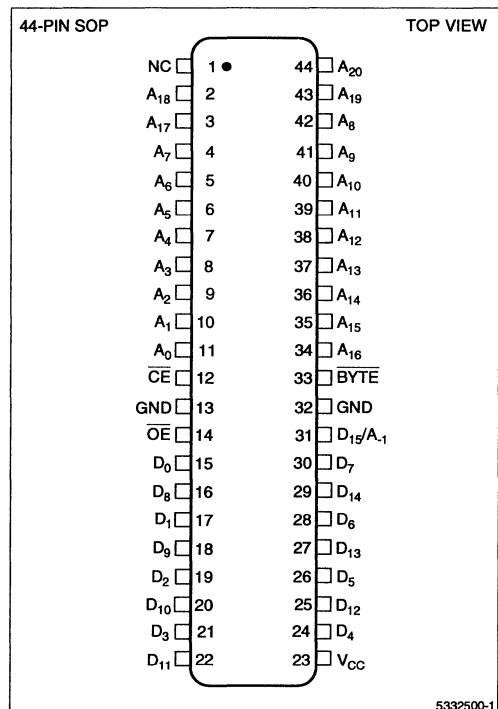 44-PIN SOP TOP VIEW
NC 1 44 A20
A18 2 43 A19
A17 3 42 A8
A7 4 41 A9
A6 5 40 A10
A5 6 39 A11
A4 7 38 A12
A3 8 37 A13
A2 9 36 A14
A1 10 35 A15
A0 11 34 A16
C̅E̅ 12 33 B̅Y̅T̅E̅
GND 13 32 GND
O̅E̅ 14 31 D15/A-1
D0 15 30 D7
D8 16 29 D14
D1 17 28 D6
D9 18 27 D13
D2 19 26 D5
D10 20 25 D12
D3 21 24 D4
D11 22 23 VCC
5332500-1